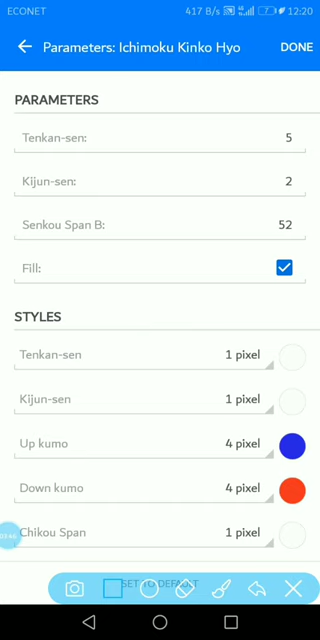 ECONET 417 B/s 7 12:20
Parameters: Ichimoku Kinko Hyo DONE
PARAMETERS
Tenkan-sen: 5
Kijun-sen: 2
Senkou Span B: 52
Fill:
STYLES
Tenkan-sen 1 pixel
Kijun-sen 1 pixel
Up kumo 4 pixel
Down kumo 4 pixel
Chikou Span 1 pixel
SET TO DEFAULT